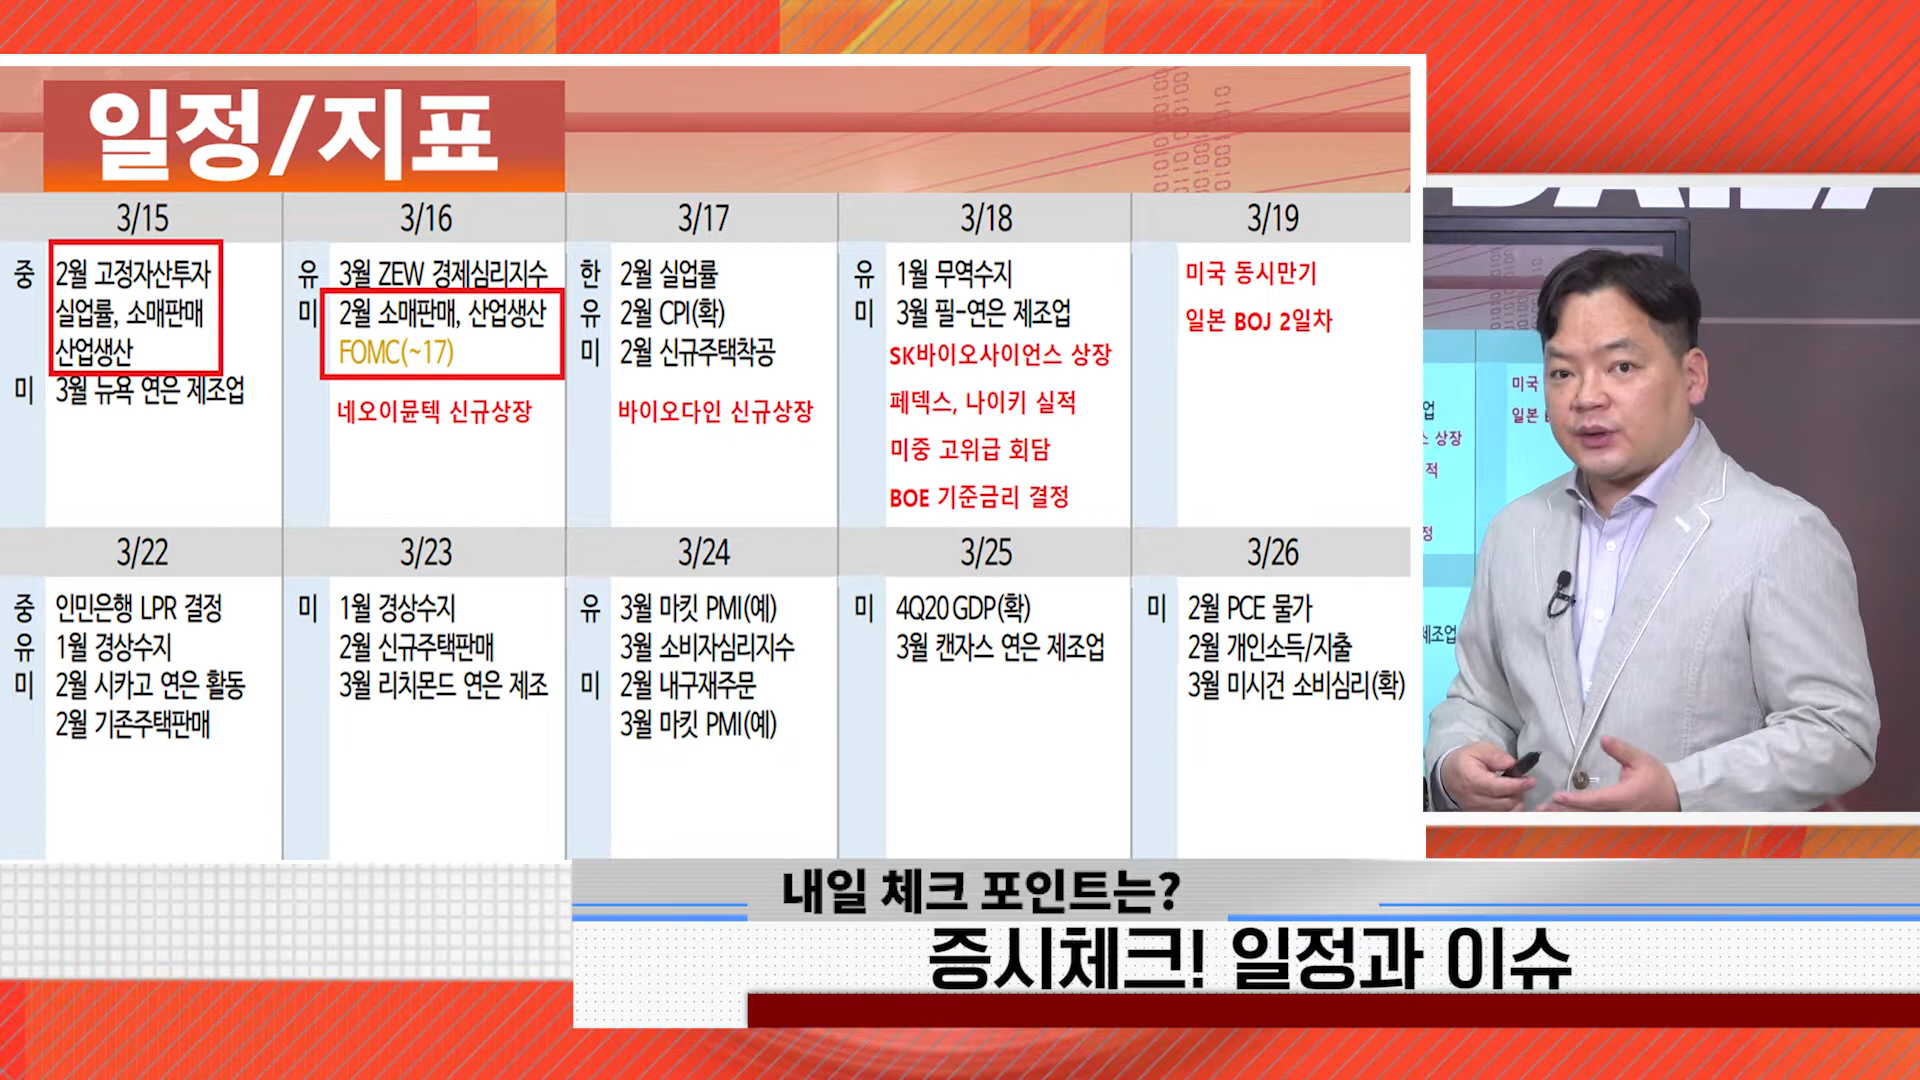 일정/지표
3/15
중 2월 고정자산투자
실업률, 소매판매
산업생산
미 3월 뉴욕 연은 제조업
3/16
유 3월 ZEW 경제심리지수
미 2월 소매판매, 산업생산
FOMC(~17)
네오이뮨텍 신규상장
3/17
한 2월 실업률
유 2월 CPI(확)
미 2월 신규주택착공
바이오다인 신규상장
3/18
유 1월 무역수지
미 3월 필-연은 제조업
SK바이오사이언스 상장
페덱스, 나이키 실적
미중 고위급 회담
BOE 기준금리 결정
3/19
미국 동시만기
일본 BOJ 2일차
3/22
중 인민은행 LPR 결정
유 1월 경상수지
미 2월 시카고 연은 활동
2월 기존주택판매
3/23
미 1월 경상수지
2월 신규주택판매
3월 리치몬드 연은 제조
3/24
유 3월 마킷 PMI(예)
3월 소비자심리지수
미 2월 내구재주문
3월 마킷 PMI(예)
3/25
미 4Q20 GDP(확)
3월 캔자스 연은 제조업
3/26
미 2월 PCE 물가
2월 개인소득/지출
3월 미시건 소비심리(확)
미국
일본
업
스 상장
적
정
제조업
내일 체크 포인트는?
증시체크! 일정과 이슈